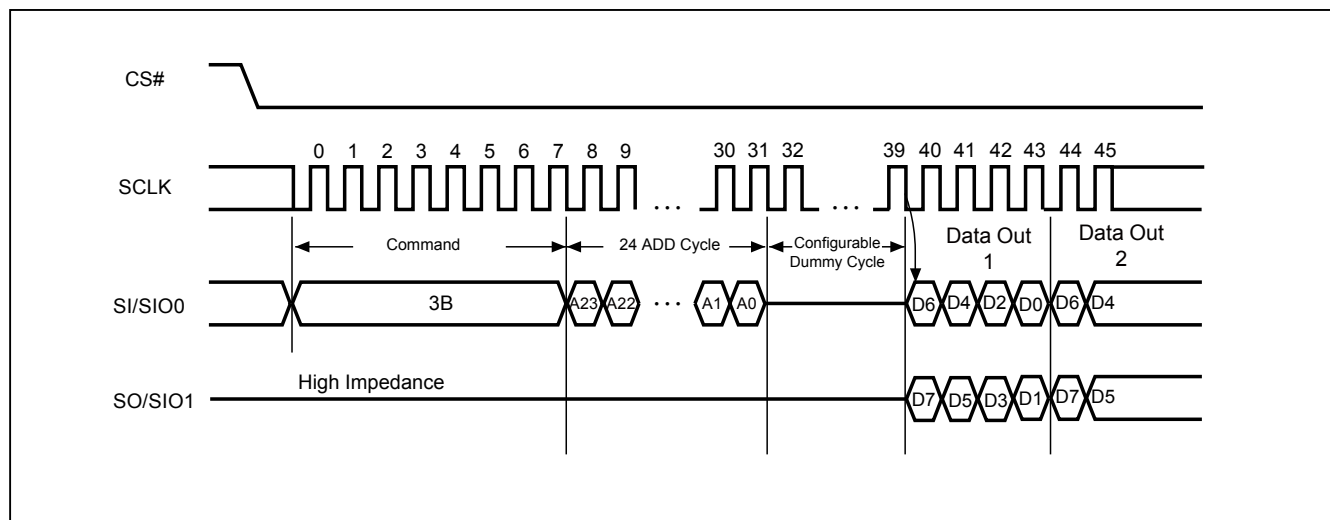 CS#
0 1 2 3 4 5 6 7 8 9 30 31 32 39 40 41 42 43 44 45
SCLK
...
...
Command
24 ADD Cycle
Configurable
Dummy Cycle
Data Out
1
Data Out
2
SI/SIO0
3B
A23 A22 ... A1 A0
D6 D4 D2 D0 D6 D4
High Impedance
SO/SIO1
D7 D5 D3 D1 D7 D5